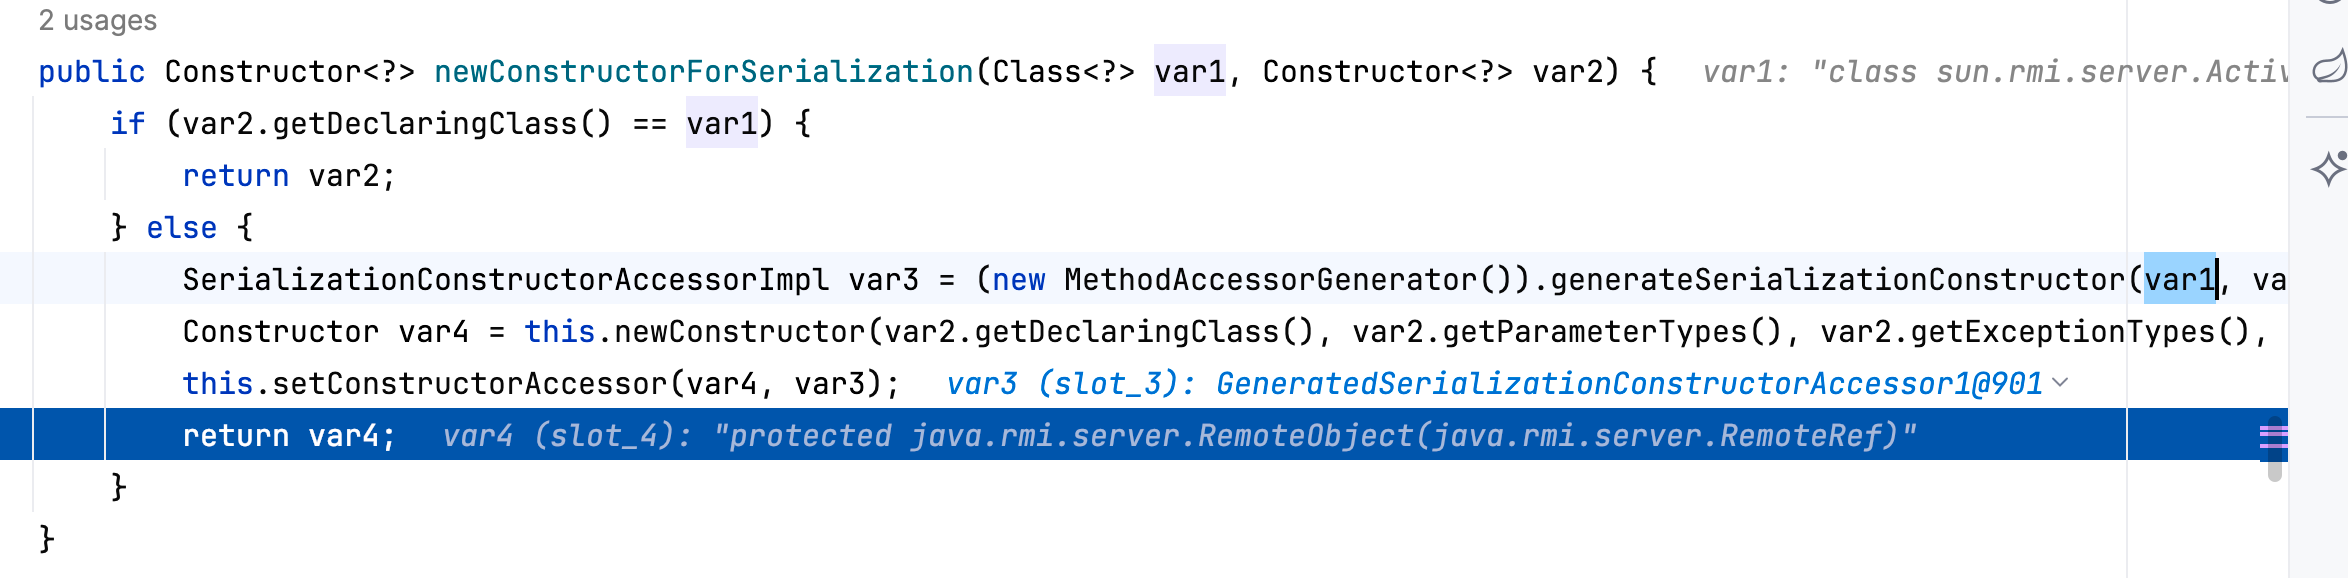 2 usages
public Constructor<?> newConstructorForSerialization(Class<?> var1, Constructor<?> var2) {   var1: "class sun.rmi.server.Activ
    if (var2.getDeclaringClass() == var1) {
        return var2;
    } else {
        SerializationConstructorAccessorImpl var3 = (new MethodAccessorGenerator()).generateSerializationConstructor(var1, va
        Constructor var4 = this.newConstructor(var2.getDeclaringClass(), var2.getParameterTypes(), var2.getExceptionTypes(),
        this.setConstructorAccessor(var4, var3);   var3 (slot_3): GeneratedSerializationConstructorAccessor1@901
        return var4;   var4 (slot_4): "protected java.rmi.server.RemoteObject(java.rmi.server.RemoteRef)"
    }
}